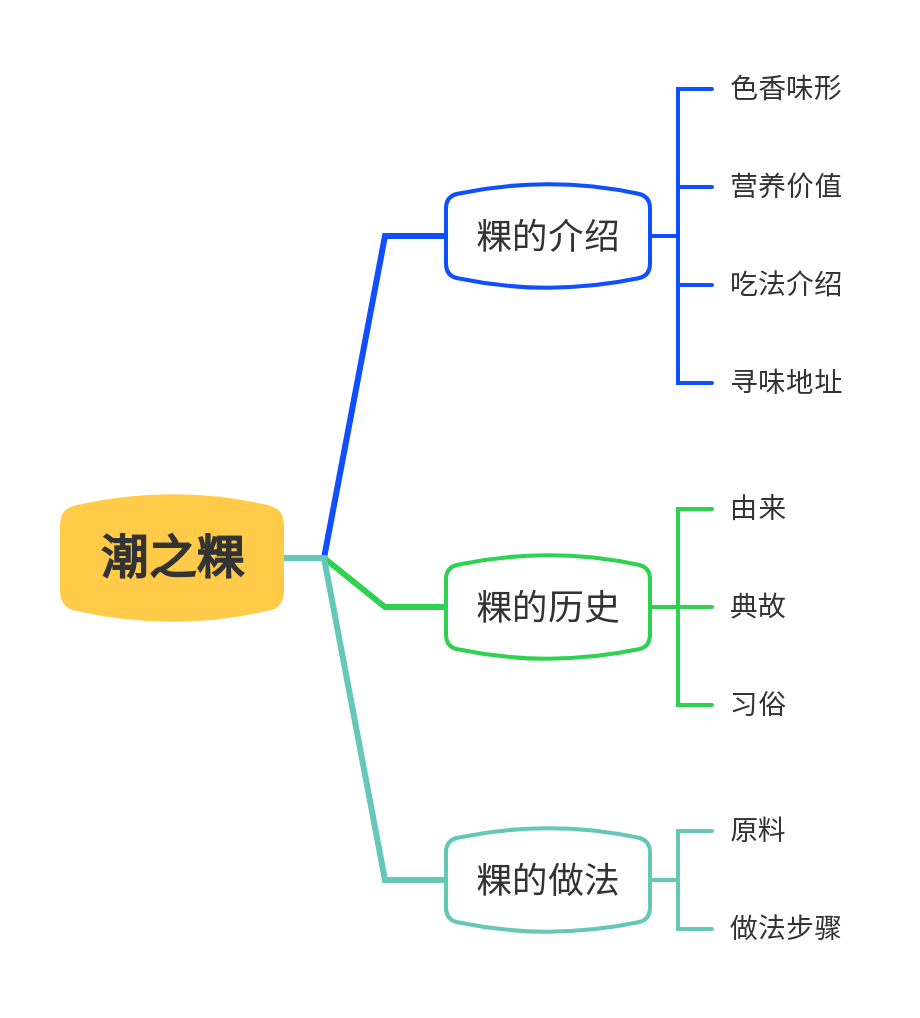 潮之粿
粿的介绍
色香味形
营养价值
吃法介绍
寻味地址
粿的历史
由来
典故
习俗
粿的做法
原料
做法步骤